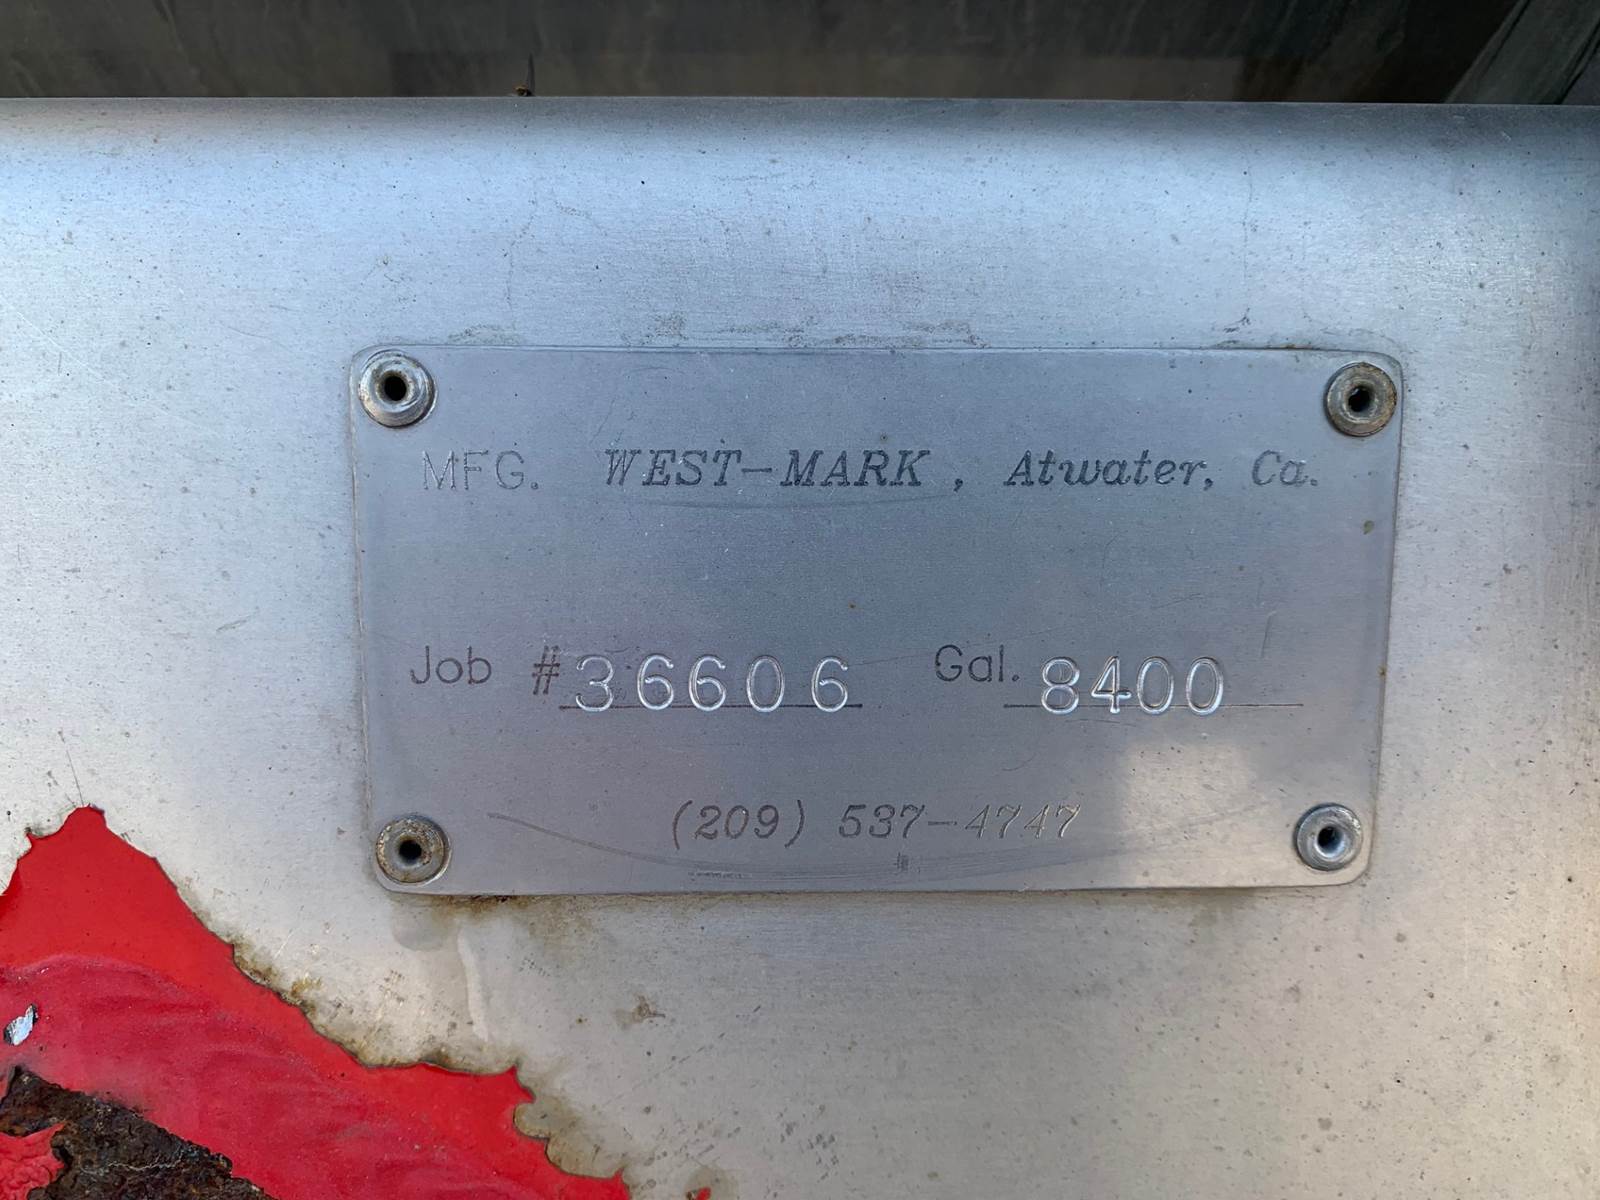 MFG. WEST-MARK, Atwater, Ca.
Job #36606 Gal. 8400
(209) 537-4747